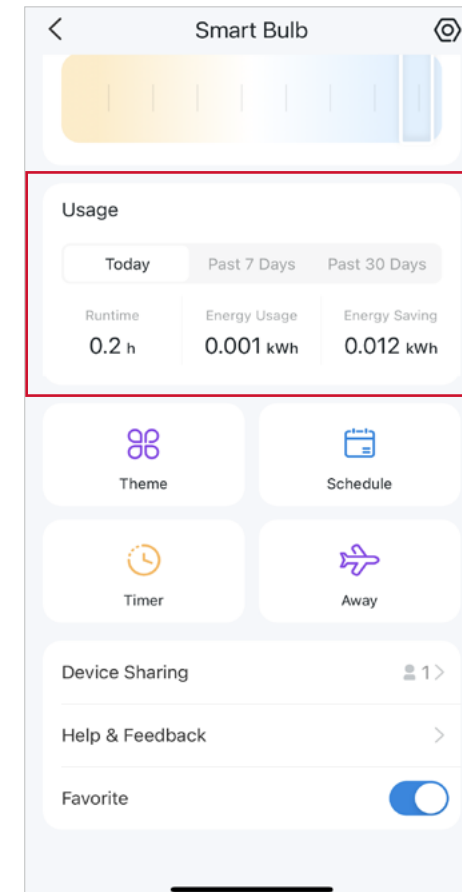 Smart Bulb
Usage
Today Past 7 Days Past 30 Days
Runtime Energy Usage Energy Saving
0.2 h 0.001 kWh 0.012 kWh
Theme Schedule
Timer Away
Device Sharing 1
Help & Feedback
Favorite